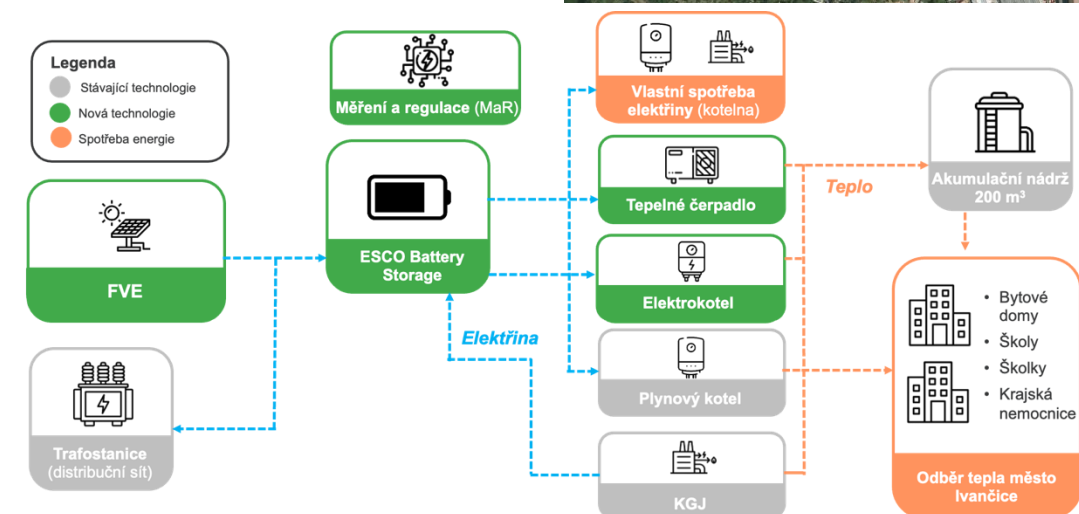 Legenda
Stávající technologie
Nová technologie
Spotřeba energie
Měření a regulace (MaR)
Vlastní spotřeba
elektřiny (kotelna)
FVE
ESCO Battery
Storage
Tepelné čerpadlo
Teplo
Akumulační nádrž
200 m³
Elektrokotel
Elektřina
Trafostanice
(distribuční sít)
Plynový kotel
KGJ
• Bytové
domy
• Školy
• Školky
• Krajská
nemocnice
Odběr tepla město
Ivančice